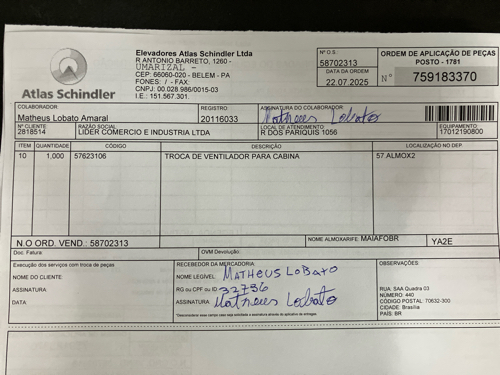 Atlas Schindler
Elevadores Atlas Schindler Ltda
R ANTONIO BARRETO, 1260 -
UMARIZAL -
CEP: 66060-020 - BELEM - PA
FONES: / - FAX:
CNPJ: 00.028.986/0015-03
I.E.: 151.567.301.
Nº O.S.
58702313
DATA DA ORDEM
22.07.2025
ORDEM DE APLICAÇÃO DE PEÇAS
POSTO - 1781
Nº 759183370
COLABORADOR
Matheus Lobato Amaral
REGISTRO
20116033
ASSINATURA DO COLABORADOR
Matheus Lobato
Nº CLIENTE
2818514
RAZÃO SOCIAL
LIDER COMERCIO E INDUSTRIA LTDA
LOCAL DE ATENDIMENTO
R DOS PARIQUIS 1056
EQUIPAMENTO
17012190800
ITEM QUANTIDADE CÓDIGO DESCRIÇÃO LOCALIZAÇÃO NO DEP
10 1,000 57623106 TROCA DE VENTILADOR PARA CABINA 57.ALMOX2
N.O ORD. VEND.: 58702313
NOME ALMOXARIFE: MAIAFOBR
YA2E
Doc. Fatura:
OVM Devolução:
Execução dos serviços com troca de peças
NOME DO CLIENTE
ASSINATURA
DATA
RECEBEDOR DA MERCADORIA
NOME LEGÍVEL: MATHEUS LOBATO
RG ou CPF ou ID: 32736
ASSINATURA: Matheus Lobato
OBSERVAÇÕES
RUA: SAA Quadra 03
NÚMERO: 440
CODIGO POSTAL: 70632-300
CIDADE: Brasília
PAÍS: BR